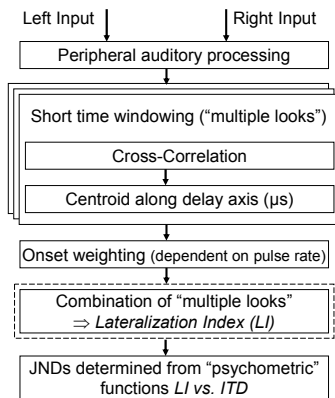 Left Input Right Input
Peripheral auditory processing
Short time windowing (“multiple looks”)
Cross-Correlation
Centroid along delay axis (µs)
Onset weighting (dependent on pulse rate)
Combination of “multiple looks”
⇒ Lateralization Index (LI)
JNDs determined from “psychometric”
functions LI vs. ITD